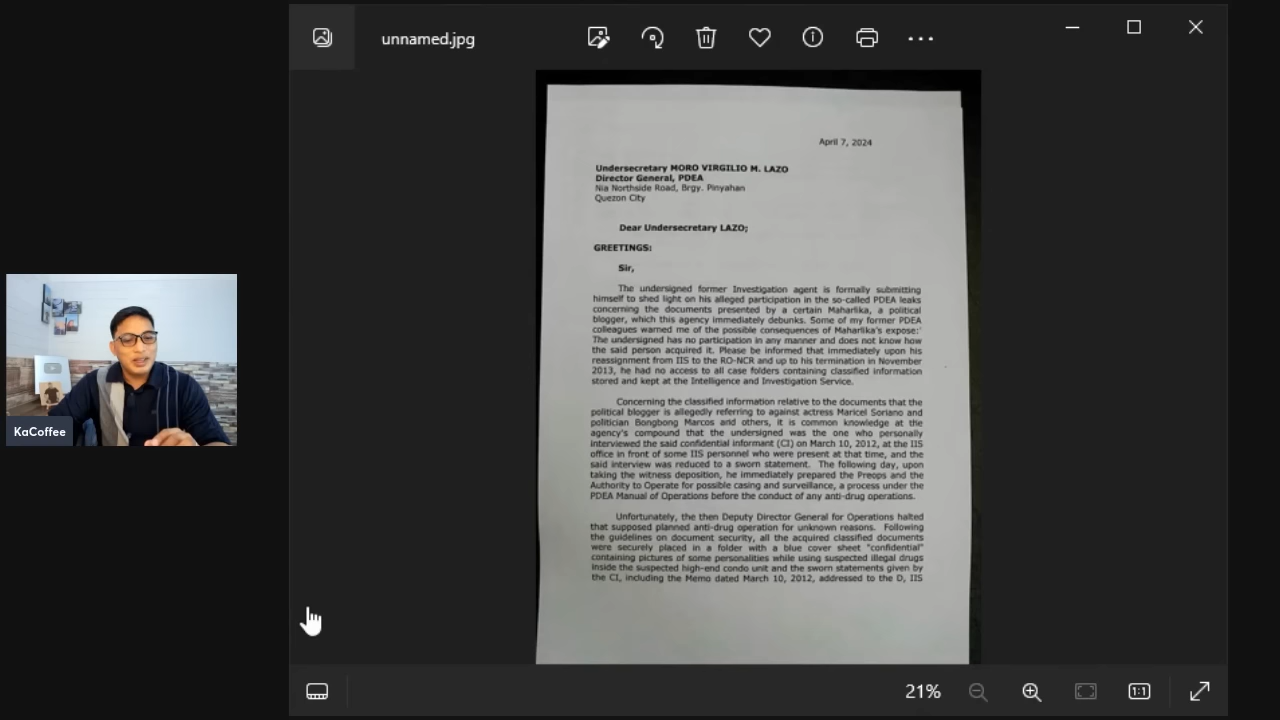 unnamed.jpg
April 7, 2024
Undersecretary MORO VIRGILIO M. LAZO
Director General, PDEA
Nia Northside Road, Brgy. Pinyahan
Quezon City
Dear Undersecretary LAZO;
GREETINGS:
Sir,
The undersigned former Investigation agent is formally submitting
himself to shed light on his alleged participation in the so-called PDEA leaks
concerning the documents presented by a certain Maharlika, a political
blogger, which this agency immediately debunks. Some of my former PDEA
colleagues warned me of the possible consequences of Maharlika's expose:'
The undersigned has no participation in any manner and does not know how
the said person acquired it. Please be informed that immediately upon his
reassignment from IIS to the RO-NCR and up to his termination in November
2013, he had no access to all case folders containing classified information
stored and kept at the Intelligence and Investigation Service.
Concerning the classified information relative to the documents that the
political blogger is allegedly referring to against actress Maricel Soriano and
politician Bongbong Marcos and others, it is common knowledge at the
agency's compound that the undersigned was the one who personally
interviewed the said confidential informant (CI) on March 10, 2012, at the IIS
office in front of some IIS personnel who were present at that time, and the
said interview was reduced to a sworn statement. The following day, upon
taking the witness deposition, he immediately prepared the Preops and the
Authority to Operate for possible casing and surveillance, a process under the
PDEA Manual of Operations before the conduct of any anti-drug operations.
Unfortunately, the then Deputy Director General for Operations halted
that supposed planned anti-drug operation for unknown reasons. Following
the guidelines on document security, all the acquired classified documents
were securely placed in a folder with a blue cover sheet "confidential"
containing pictures of some personalities while using suspected illegal drugs
inside the suspected high-end condo unit and the sworn statements given by
the CI, including the Memo dated March 10, 2012, addressed to the D, IIS
KaCoffee
21%
1:1